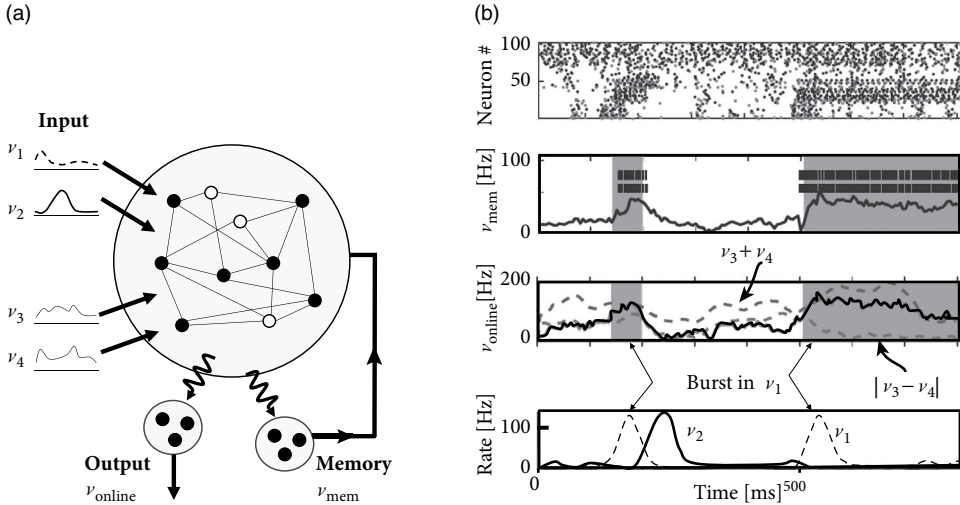 (a)
Input
ν1
ν2
ν3
ν4
Output
νonline
Memory
νmem
(b)
Neuron #
100
50
νmem [Hz]
100
0
νonline[Hz]
200
0
ν3 + ν4
|ν3 – ν4|
Burst in ν1
Rate [Hz]
100
0
ν2
ν1
0
Time [ms]
500